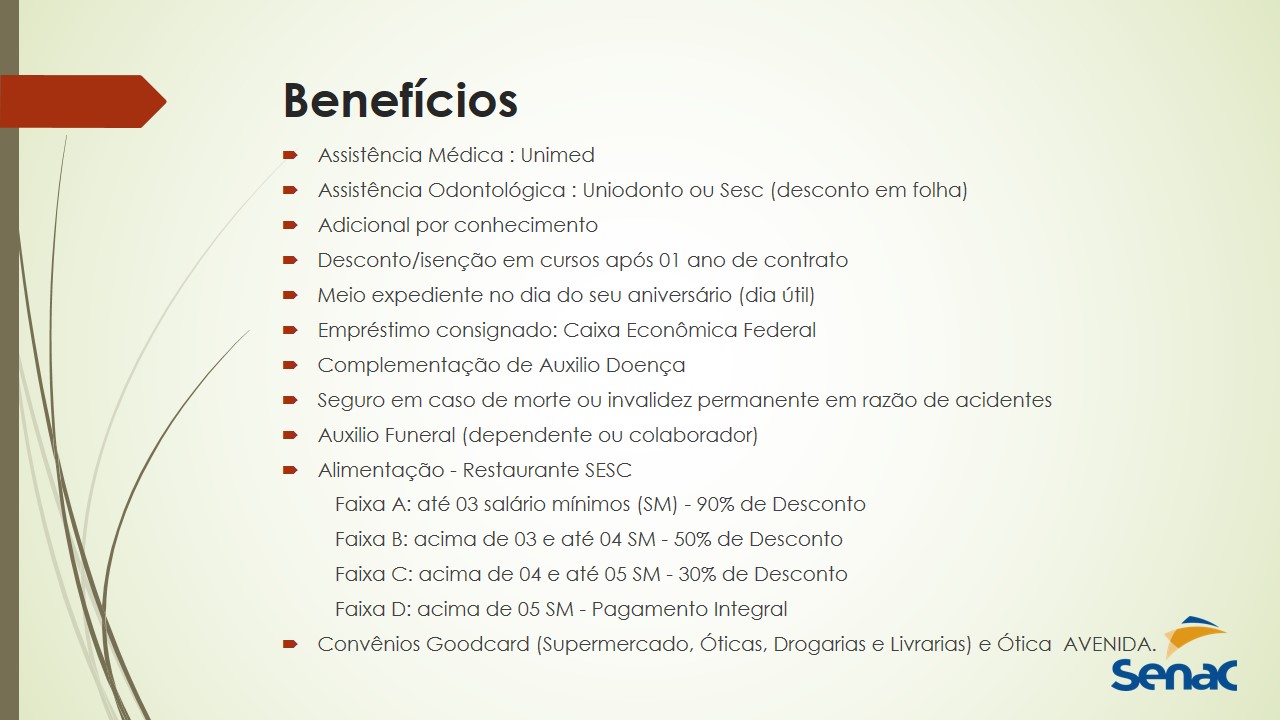 Benefícios
Assistência Médica : Unimed
Assistência Odontológica : Uniodonto ou Sesc (desconto em folha)
Adicional por conhecimento
Desconto/isenção em cursos após 01 ano de contrato
Meio expediente no dia do seu aniversário (dia útil)
Empréstimo consignado: Caixa Econômica Federal
Complementação de Auxilio Doença
Seguro em caso de morte ou invalidez permanente em razão de acidentes
Auxilio Funeral (dependente ou colaborador)
Alimentação - Restaurante SESC
Faixa A: até 03 salário mínimos (SM) - 90% de Desconto
Faixa B: acima de 03 e até 04 SM - 50% de Desconto
Faixa C: acima de 04 e até 05 SM - 30% de Desconto
Faixa D: acima de 05 SM - Pagamento Integral
Convênios Goodcard (Supermercado, Óticas, Drogarias e Livrarias) e Ótica AVENIDA.
Senac